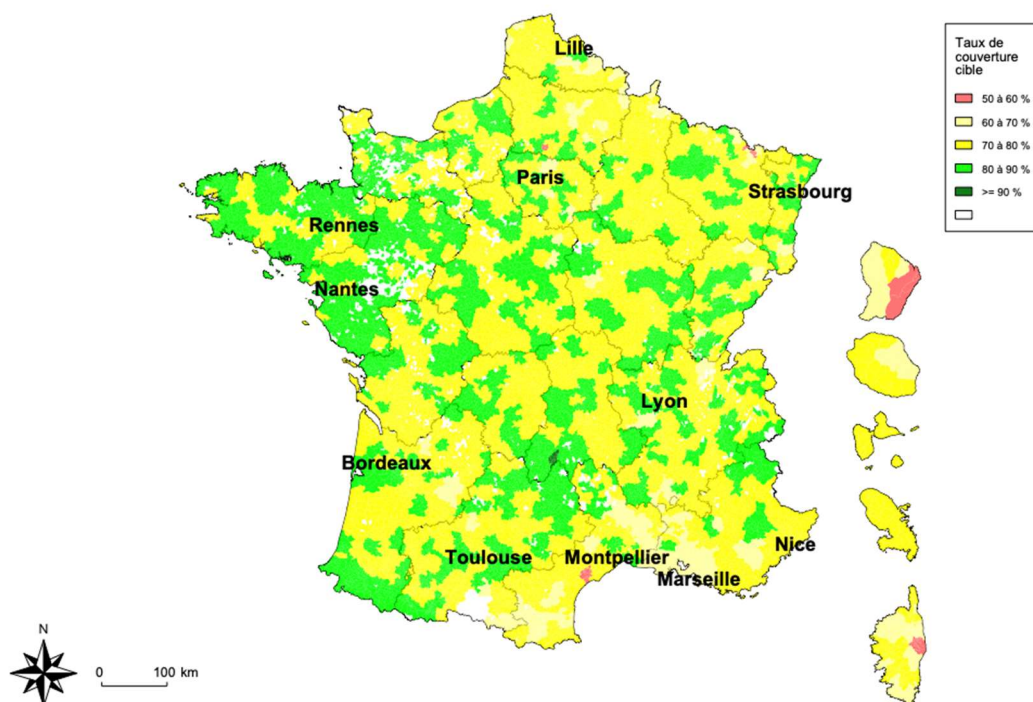 Lille
Paris
Strasbourg
Rennes
Nantes
Lyon
Bordeaux
Toulouse
Montpellier
Nice
Marseille
Taux de
couverture
cible
50 à 60 %
60 à 70 %
70 à 80 %
80 à 90 %
>= 90 %
N
0 100 km